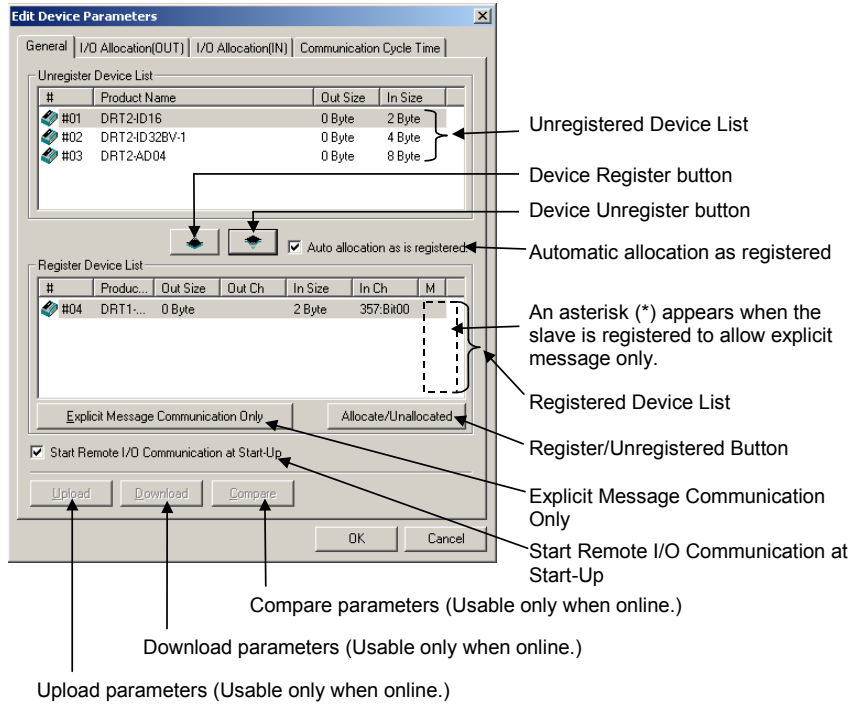 Edit Device Parameters
General I/O Allocation(OUT) I/O Allocation(IN) Communication Cycle Time
Unregister Device List
# Product Name Out Size In Size
#01 DRT2-ID16 0 Byte 2 Byte
#02 DRT2-ID32BV-1 0 Byte 4 Byte
#03 DRT2-AD04 0 Byte 8 Byte
Unregistered Device List
Device Register button
Device Unregister button
Auto allocation as is registered
Automatic allocation as registered
Register Device List
# Produc... Out Size Out Ch In Size In Ch M
#04 DRT1-... 0 Byte 2 Byte 357:Bit00
An asterisk (*) appears when the
slave is registered to allow explicit
message only.
Registered Device List
Explicit Message Communication Only Allocate/Unallocated
Register/Unregistered Button
Start Remote I/O Communication at Start-Up
Upload Download Compare
Explicit Message Communication
Only
OK Cancel
Start Remote I/O Communication at
Start-Up
Compare parameters (Usable only when online.)
Download parameters (Usable only when online.)
Upload parameters (Usable only when online.)